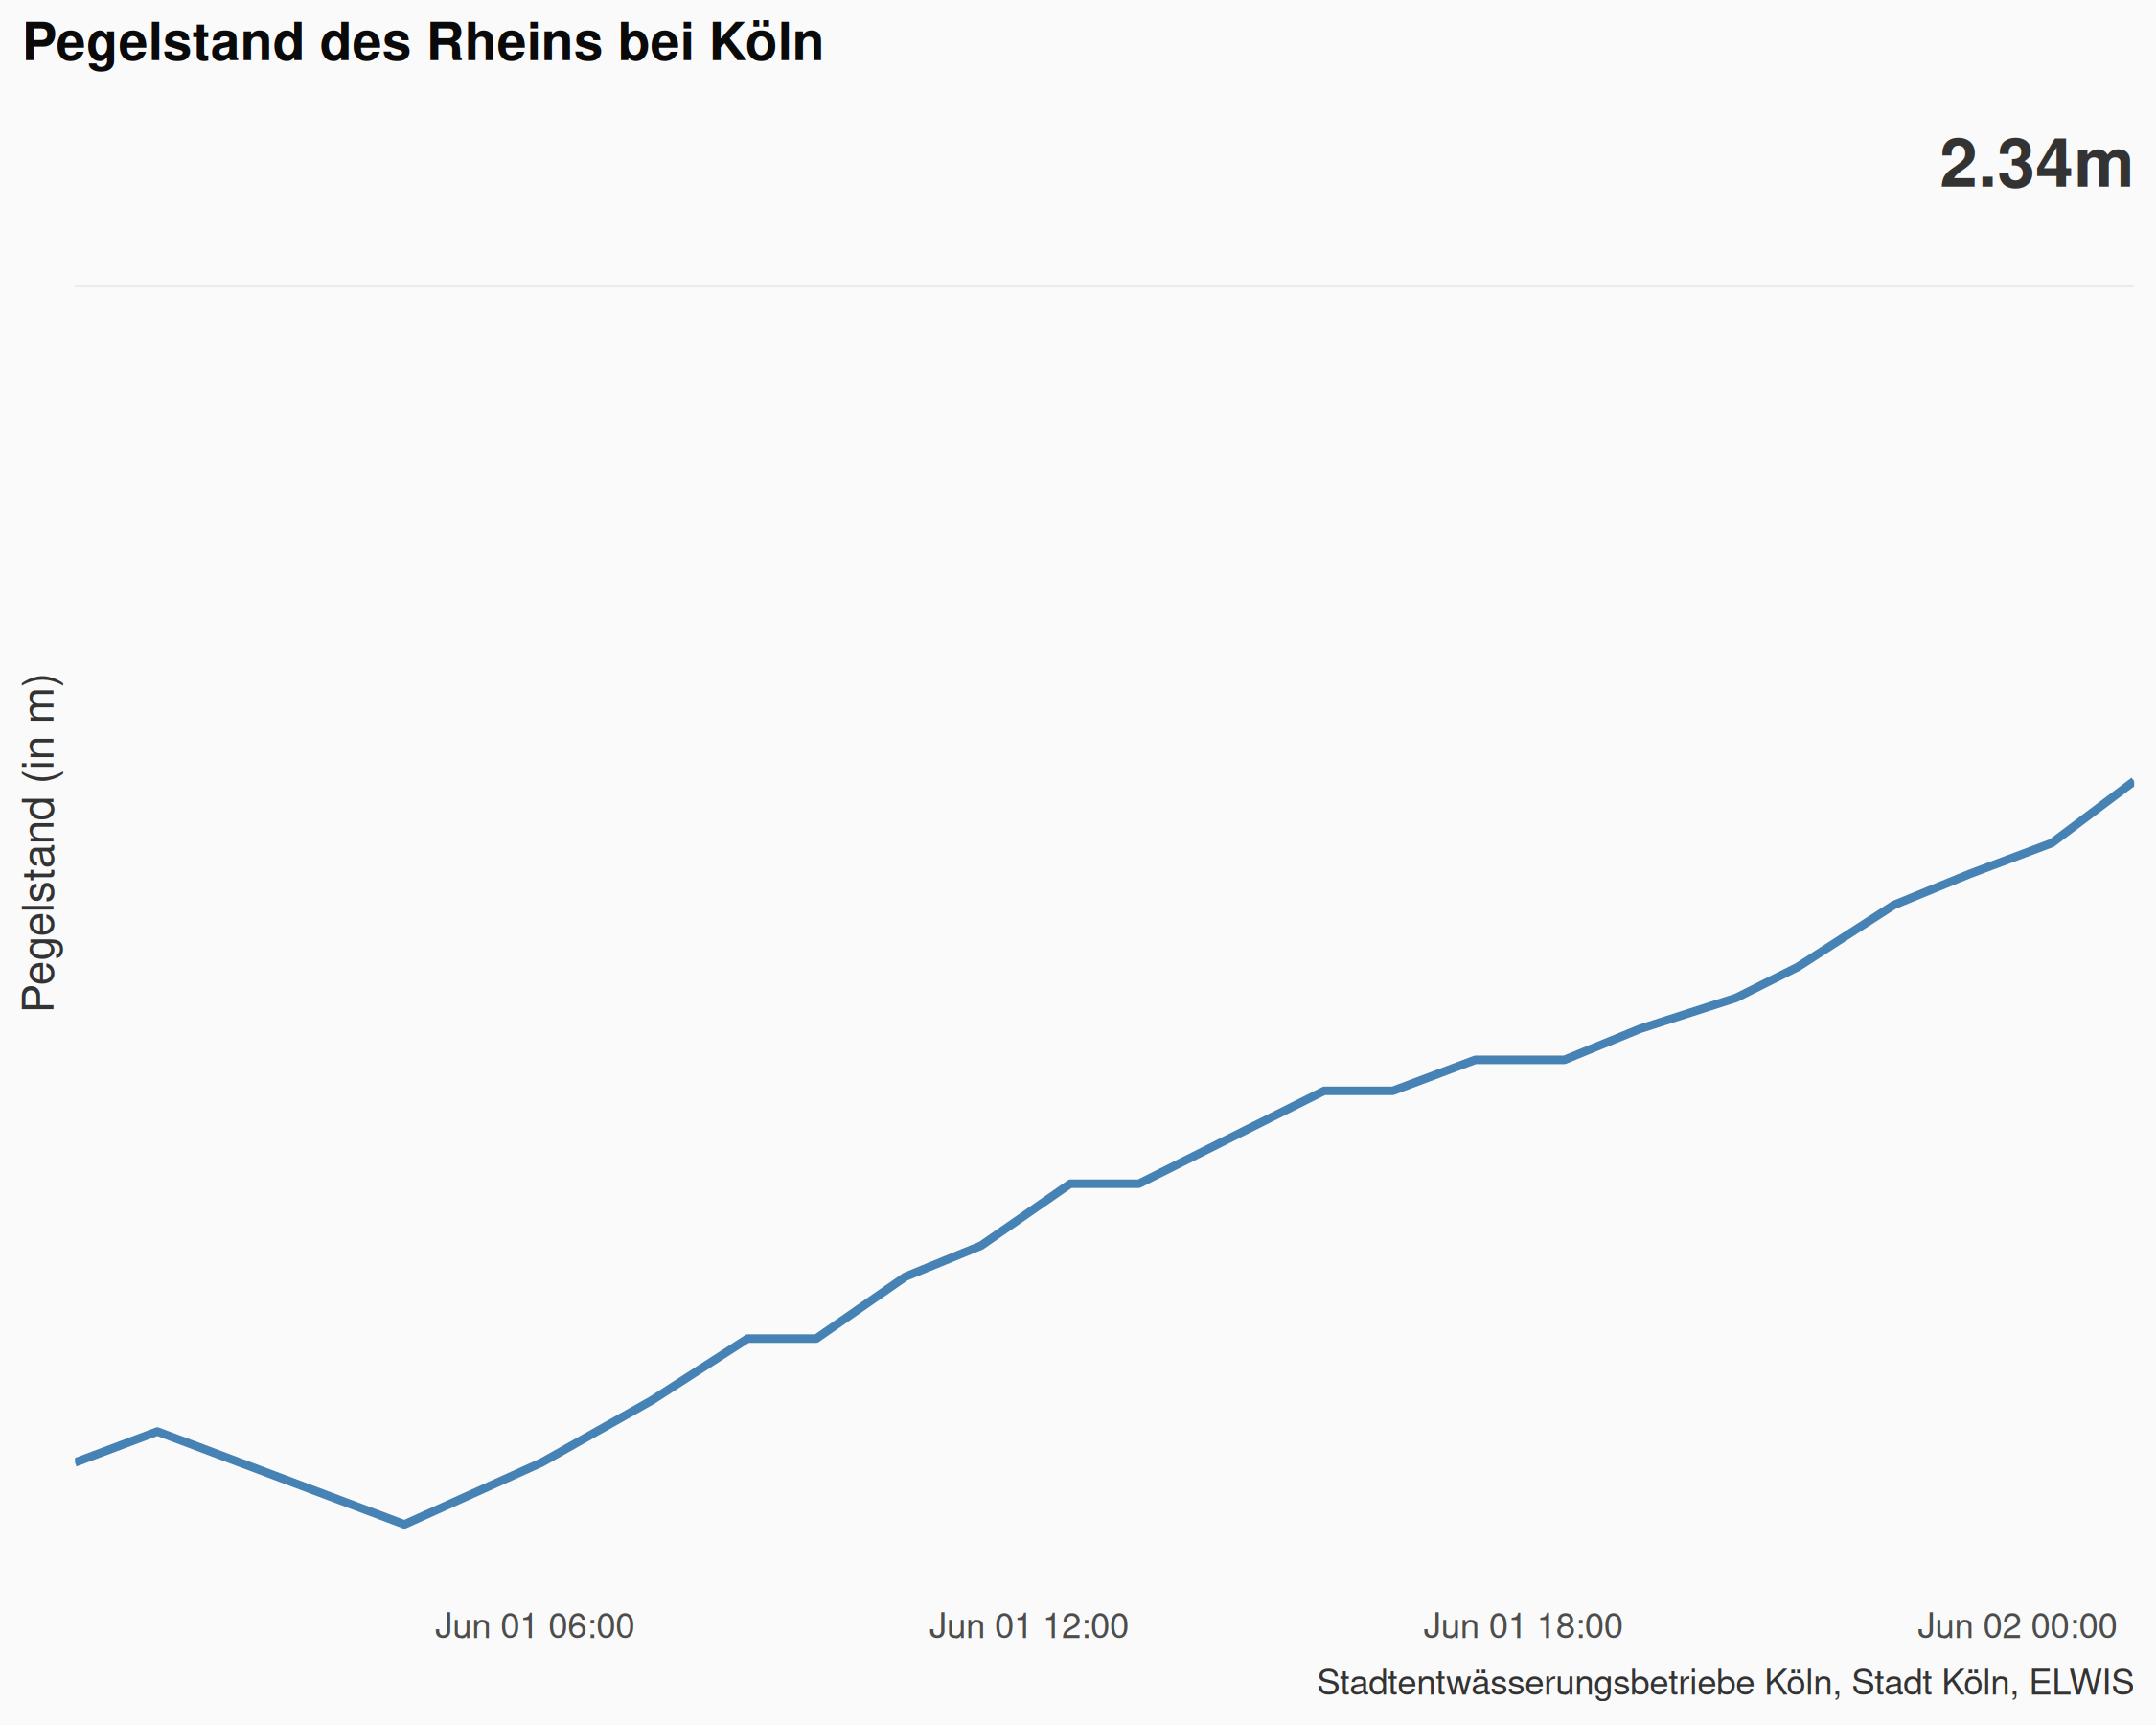 Pegelstand des Rheins bei Köln
2.34m
Pegelstand (in m)
Jun 01 06:00
Jun 01 12:00
Jun 01 18:00
Jun 02 00:00
Stadtentwässerungsbetriebe Köln, Stadt Köln, ELWIS